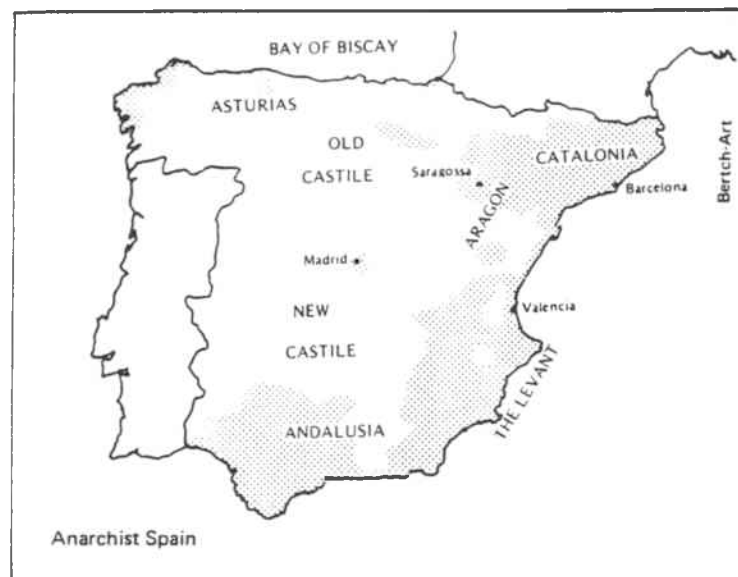 BAY OF BISCAY
ASTURIAS
OLD
CASTILE
CATALONIA
Saragossa
Barcelona
ARAGON
Madrid
NEW
CASTILE
Valencia
THE LEVANT
ANDALUSIA
Anarchist Spain
Bertch-Art